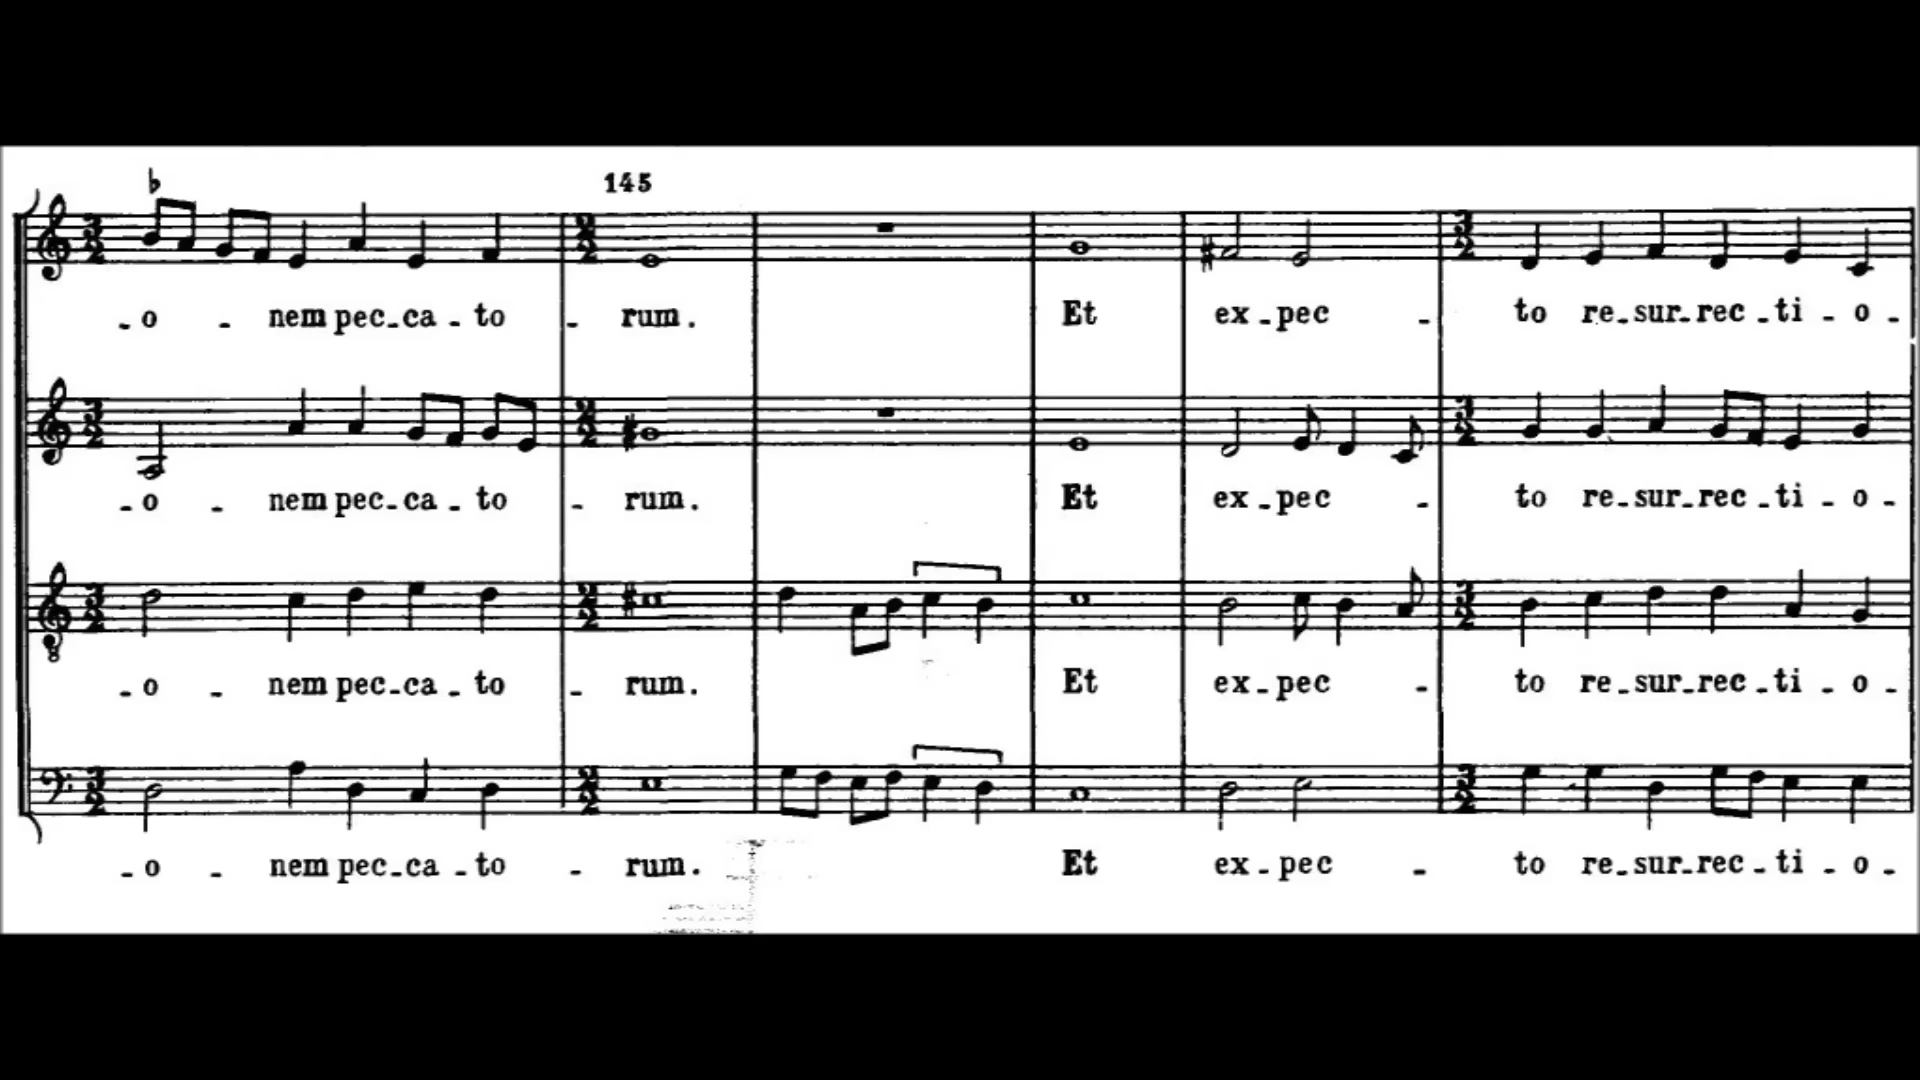 145
- o - nem pec-ca - to - rum. Et ex-pec - to re-sur-rec-ti-o-
- o - nem pec-ca - to - rum. Et ex-pec - to re-sur-rec-ti-o-
- o - nem pec-ca - to - rum. Et ex-pec - to re-sur-rec-ti-o-
- o - nem pec-ca - to - rum. Et ex-pec - to re-sur-rec-ti-o-